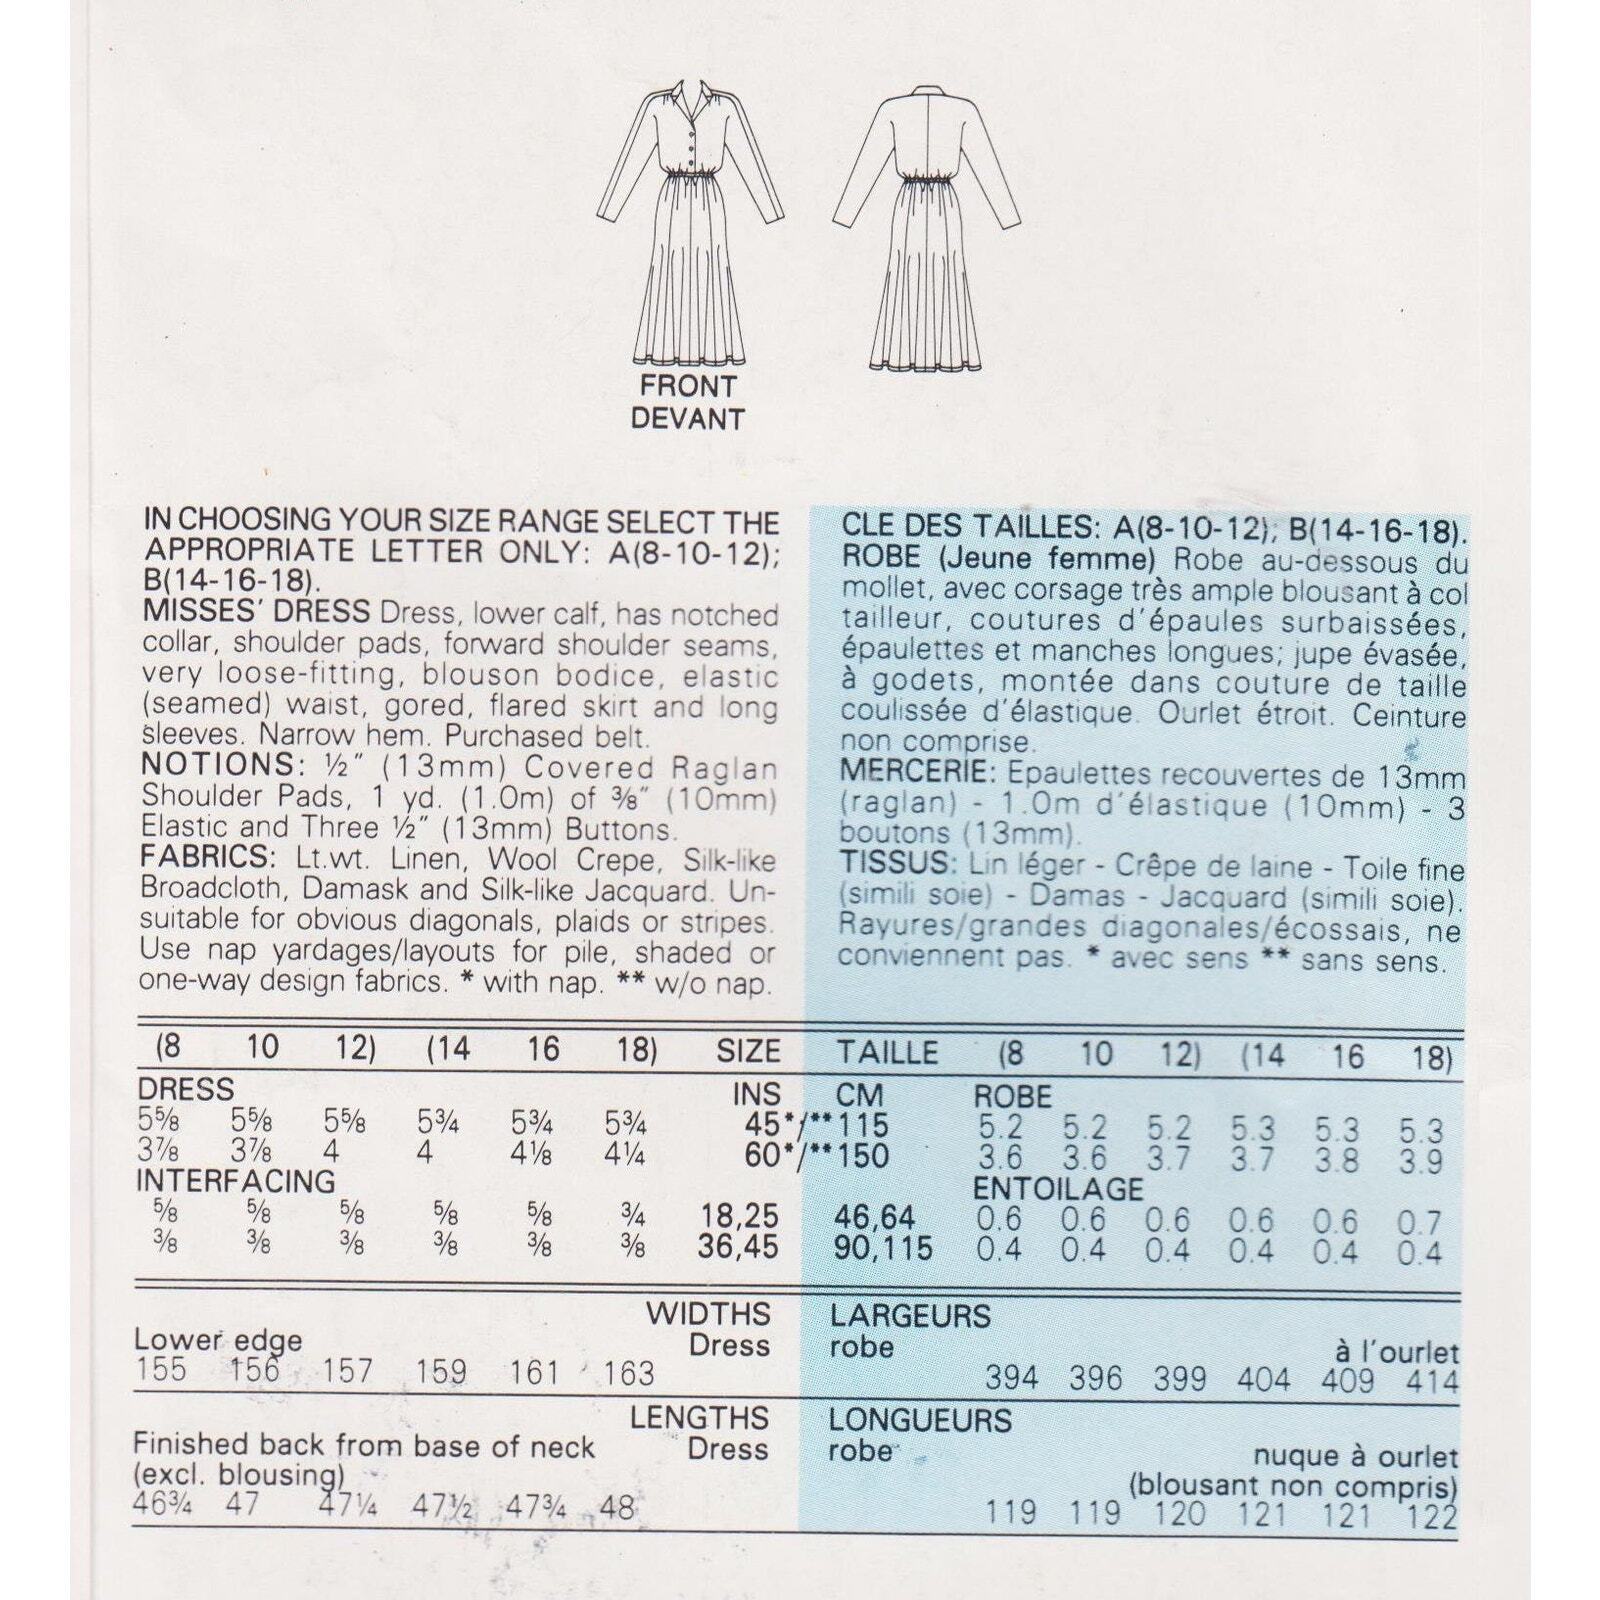 FRONT
DEVANT
IN CHOOSING YOUR SIZE RANGE SELECT THE
APPROPRIATE LETTER ONLY: A(8-10-12);
B(14-16-18).
MISSES' DRESS Dress, lower calf, has notched
collar, shoulder pads, forward shoulder seams,
very loose-fitting, blouson bodice, elastic
(seamed) waist, gored, flared skirt and long
sleeves. Narrow hem. Purchased belt.
NOTIONS: ½" (13mm) Covered Raglan
Shoulder Pads, 1 yd. (1.0m) of ⅜" (10mm)
Elastic and Three ½" (13mm) Buttons.
FABRICS: Lt.wt. Linen, Wool Crepe, Silk-like
Broadcloth, Damask and Silk-like Jacquard. Un-
suitable for obvious diagonals, plaids or stripes.
Use nap yardages/layouts for pile, shaded or
one-way design fabrics. * with nap. ** w/o nap.
CLE DES TAILLES: A(8-10-12); B(14-16-18).
ROBE (Jeune femme) Robe au-dessous du
mollet, avec corsage très ample blousant à col
tailleur, coutures d'épaules surbaissées,
épaulettes et manches longues; jupe évasée,
à godets, montée dans couture de taille
coulissée d'élastique. Ourlet étroit. Ceinture
non comprise.
MERCERIE: Epaulettes recouvertes de 13mm
(raglan) - 1.0m d'élastique (10mm) - 3
boutons (13mm).
TISSUS: Lin léger - Crêpe de laine - Toile fine
(simili soie) - Damas - Jacquard (simili soie).
Rayures/grandes diagonales/écossais, ne
conviennent pas. * avec sens ** sans sens.
(8 10 12) (14 16 18) SIZE TAILLE (8 10 12) (14 16 18)
DRESS INS CM ROBE
5⅝ 5⅝ 5⅝ 5¾ 5¾ 5¾ 45*/**115 5.2 5.2 5.2 5.3 5.3 5.3
3⅞ 3⅞ 4 4 4⅛ 4¼ 60*/**150 3.6 3.6 3.7 3.7 3.8 3.9
INTERFACING ENTOILAGE
⅝ ⅝ ⅝ ⅝ ⅝ ¾ 18,25 46,64 0.6 0.6 0.6 0.6 0.6 0.7
⅜ ⅜ ⅜ ⅜ ⅜ ⅜ 36,45 90,115 0.4 0.4 0.4 0.4 0.4 0.4
WIDTHS LARGEURS
Lower edge Dress robe à l'ourlet
155 156 157 159 161 163 394 396 399 404 409 414
LENGTHS LONGUEURS
Finished back from base of neck Dress robe nuque à ourlet
(excl. blousing) (blousant non compris)
46¾ 47 47¼ 47½ 47¾ 48 119 119 120 121 121 122